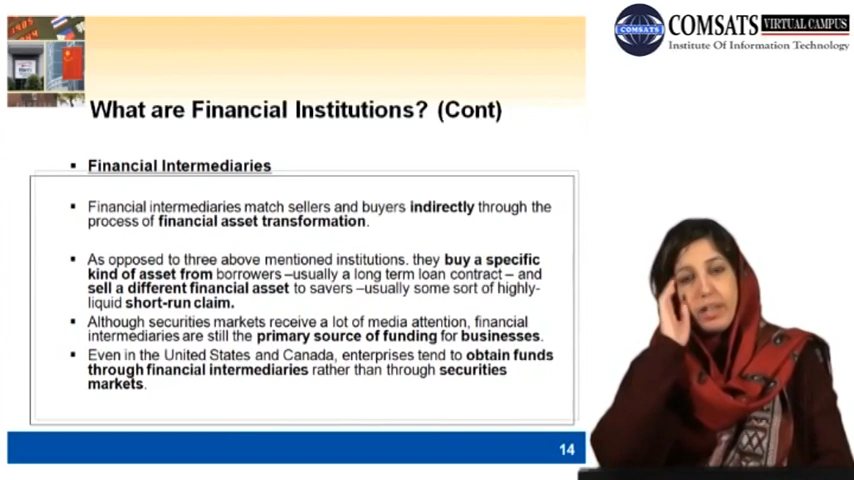 COMSATS VIRTUAL CAMPUS
COMSATS
Institute Of Information Technology
What are Financial Institutions? (Cont)
▪ Financial Intermediaries
▪ Financial intermediaries match sellers and buyers indirectly through the
process of financial asset transformation.
▪ As opposed to three above mentioned institutions. they buy a specific
kind of asset from borrowers –usually a long term loan contract – and
sell a different financial asset to savers –usually some sort of highly-
liquid short-run claim.
▪ Although securities markets receive a lot of media attention, financial
intermediaries are still the primary source of funding for businesses.
▪ Even in the United States and Canada, enterprises tend to obtain funds
through financial intermediaries rather than through securities
markets.
14